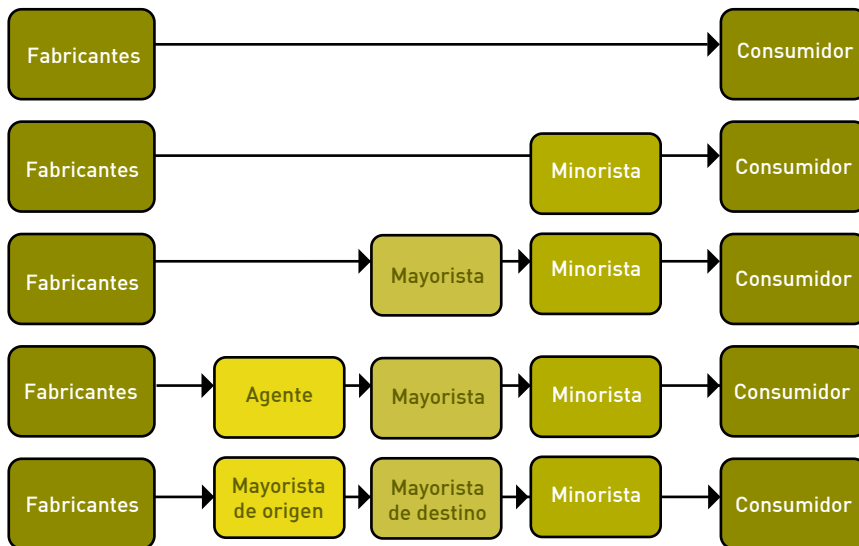 Fabricantes
Consumidor
Fabricantes
Minorista
Consumidor
Fabricantes
Mayorista
Minorista
Consumidor
Fabricantes
Agente
Mayorista
Minorista
Consumidor
Fabricantes
Mayorista
de origen
Mayorista
de destino
Minorista
Consumidor